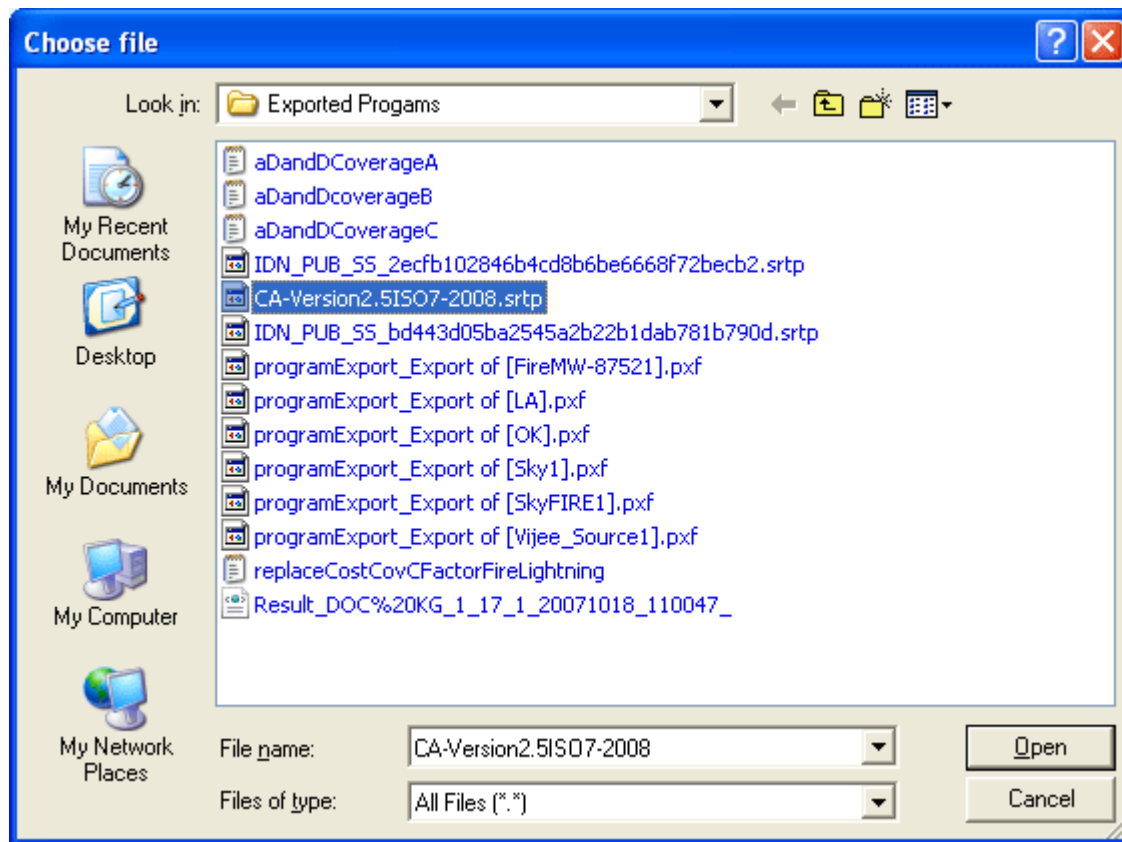 Choose file
Look in:
Exported Progams
My Recent
Documents
Desktop
My Documents
My Computer
My Network
Places
aDandDCoverageA
aDandDcoverageB
aDandDCoverageC
IDN_PUB_SS_2ecfb102846b4cd8b6be6668f72becb2.srtp
CA-Version2.5ISO7-2008.srtp
IDN_PUB_SS_bd443d05ba2545a2b22b1dab781b790d.srtp
programExport_Export of [FireMW-87521].pxf
programExport_Export of [LA].pxf
programExport_Export of [OK].pxf
programExport_Export of [Sky1].pxf
programExport_Export of [SkyFIRE1].pxf
programExport_Export of [Vijee_Source1].pxf
replaceCostCovCFactorFireLightning
Result_DOC%20KG_1_17_1_20071018_110047_
File name:
CA-Version2.5ISO7-2008
Open
Files of type:
All Files (*.*)
Cancel